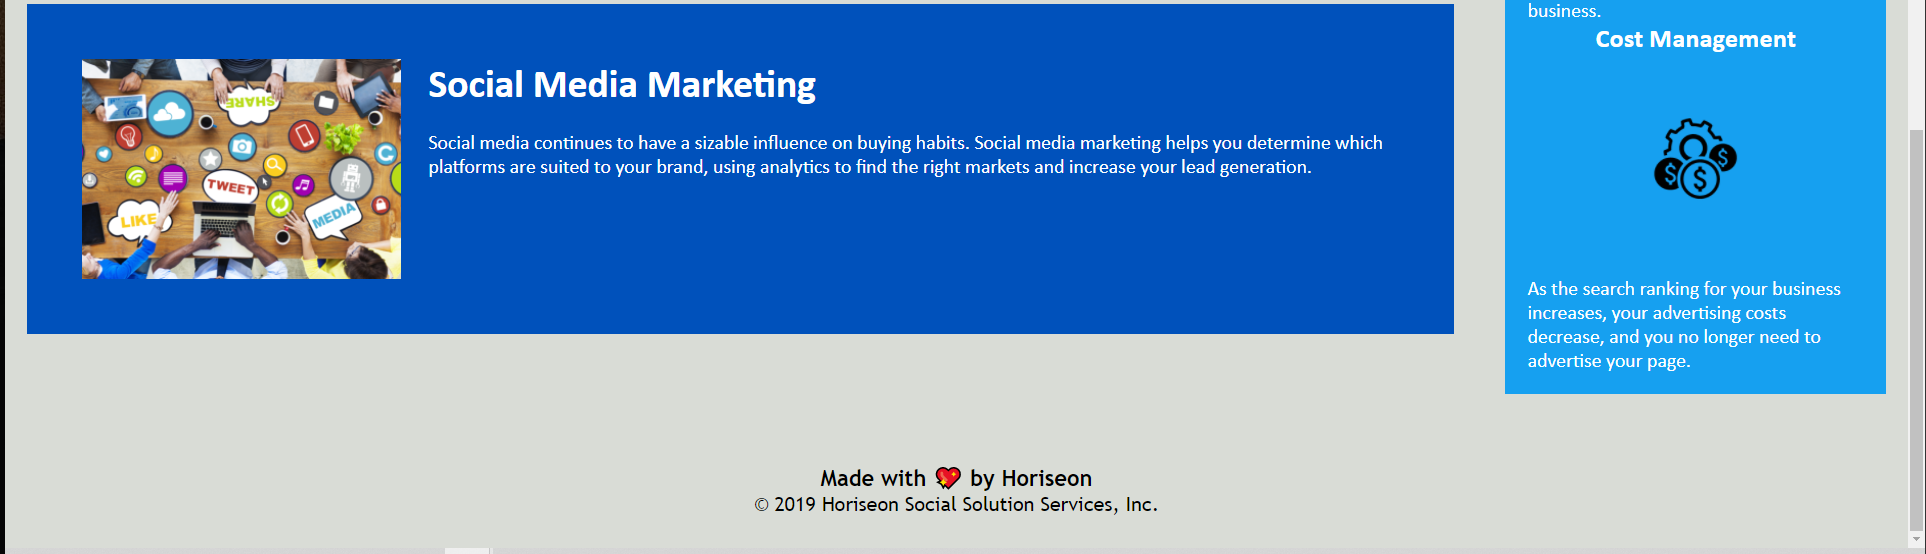 SHARE
TWEET
LIKE
MEDIA
Social Media Marketing
Social media continues to have a sizable influence on buying habits. Social media marketing helps you determine which
platforms are suited to your brand, using analytics to find the right markets and increase your lead generation.
business.
Cost Management
$ $
$
As the search ranking for your business
increases, your advertising costs
decrease, and you no longer need to
advertise your page.
Made with 💖 by Horiseon
© 2019 Horiseon Social Solution Services, Inc.